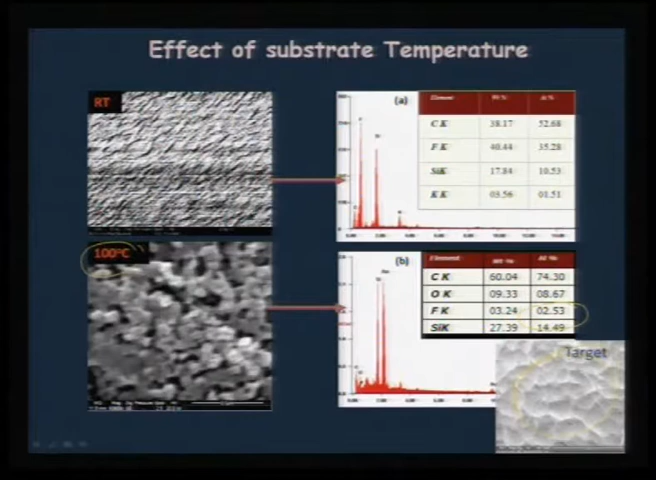 Effect of substrate Temperature
RT
(a)
Element Wt% At%
C K 38.17 52.68
F K 40.44 35.28
SiK 17.84 10.53
K K 03.56 01.51
100°C
(b)
Element Wt% At%
C K 60.04 74.30
O K 09.33 08.67
F K 03.24 02.53
SiK 27.39 14.49
Target